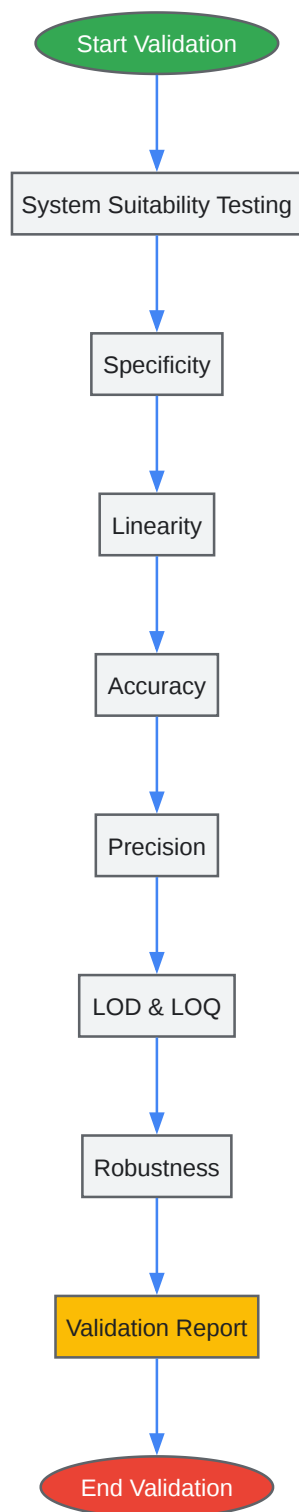 Start Validation
System Suitability Testing
Specificity
Linearity
Accuracy
Precision
LOD & LOQ
Robustness
Validation Report
End Validation